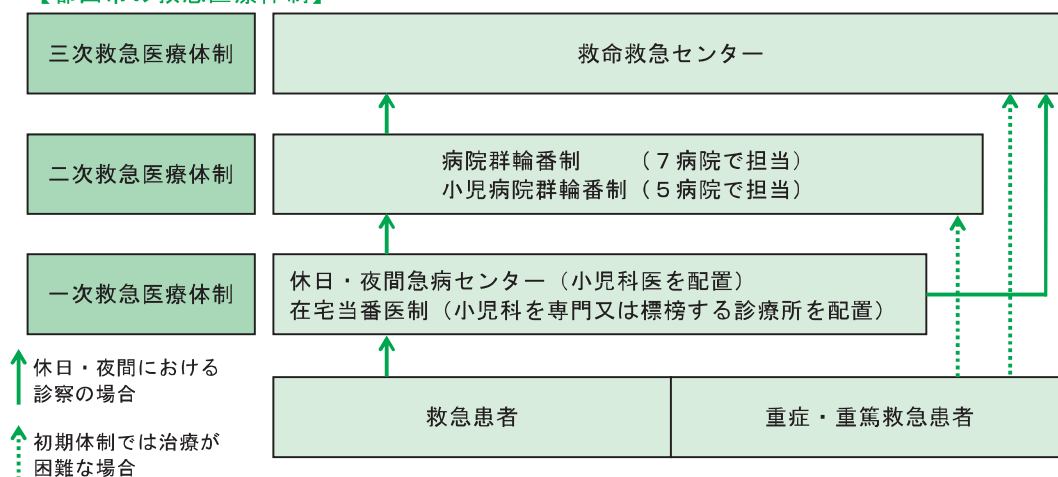 三次救急医療体制
救命救急センター
二次救急医療体制
病院群輪番制 （７病院で担当）
小児病院群輪番制（５病院で担当）
一次救急医療体制
休日・夜間急病センター（小児科医を配置）
在宅当番医制（小児科を専門又は標榜する診療所を配置）
休日・夜間における
診察の場合
救急患者
重症・重篤救急患者
初期体制では治療が
困難な場合